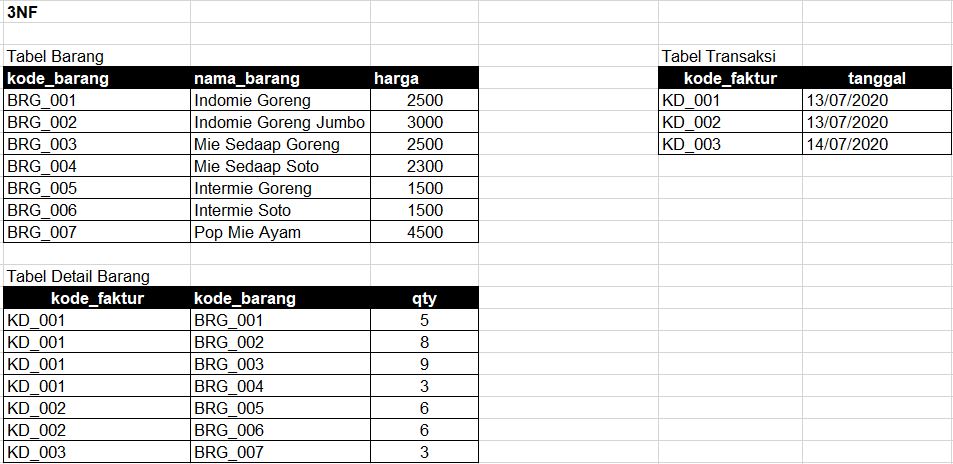 3NF
Tabel Barang
kode_barang nama_barang harga
BRG_001 Indomie Goreng 2500
BRG_002 Indomie Goreng Jumbo 3000
BRG_003 Mie Sedaap Goreng 2500
BRG_004 Mie Sedaap Soto 2300
BRG_005 Intermie Goreng 1500
BRG_006 Intermie Soto 1500
BRG_007 Pop Mie Ayam 4500
Tabel Transaksi
kode_faktur tanggal
KD_001 13/07/2020
KD_002 13/07/2020
KD_003 14/07/2020
Tabel Detail Barang
kode_faktur kode_barang qty
KD_001 BRG_001 5
KD_001 BRG_002 8
KD_001 BRG_003 9
KD_001 BRG_004 3
KD_002 BRG_005 6
KD_002 BRG_006 6
KD_003 BRG_007 3